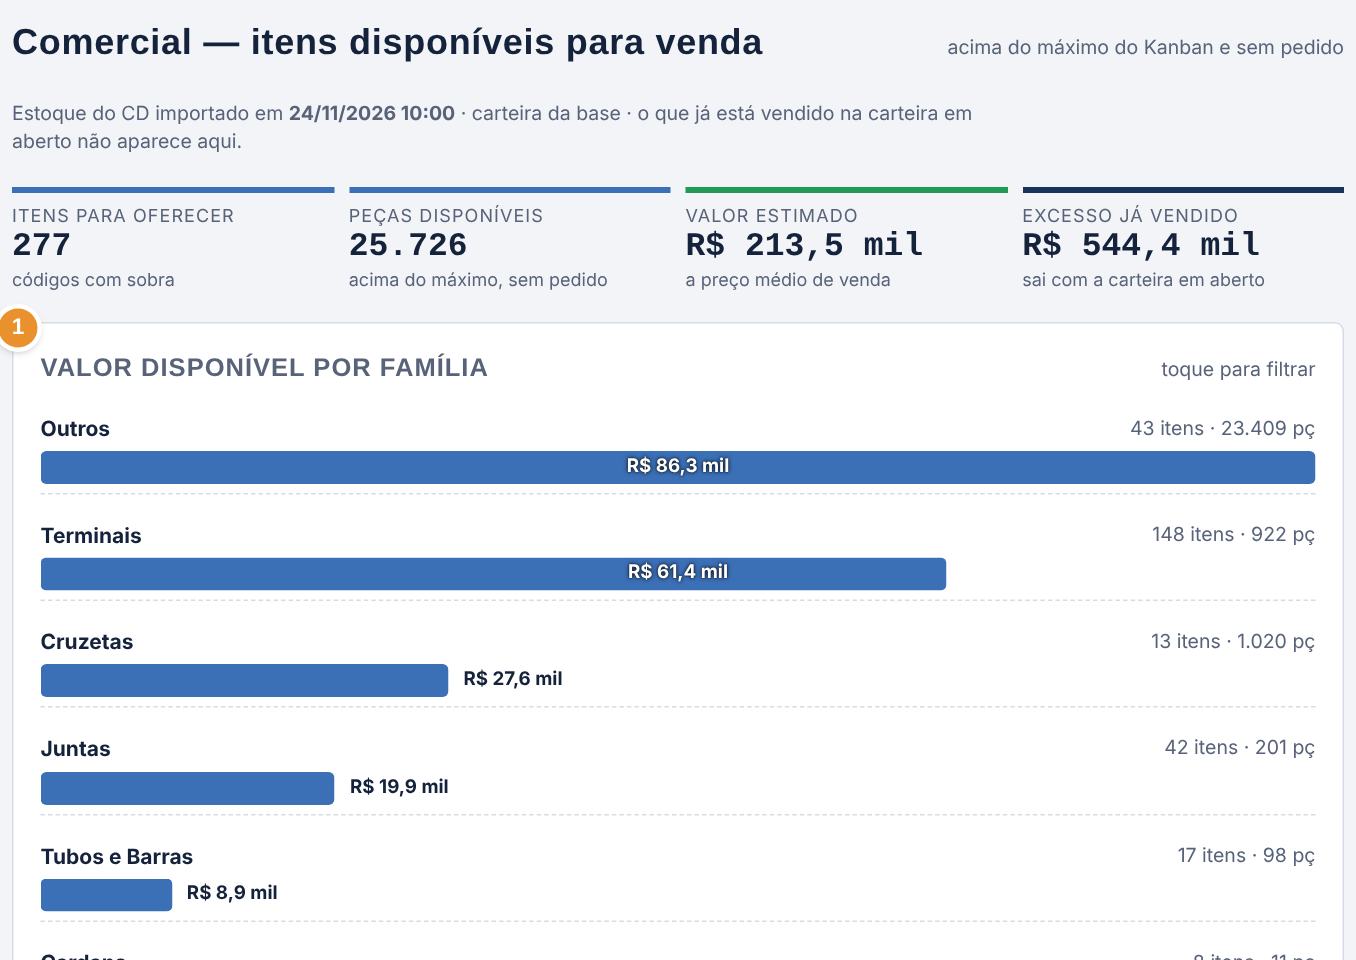 Comercial — itens disponíveis para venda
acima do máximo do Kanban e sem pedido
Estoque do CD importado em 24/11/2026 10:00 · carteira da base · o que já está vendido na carteira em
aberto não aparece aqui.
ITENS PARA OFERECER
277
códigos com sobra
PEÇAS DISPONÍVEIS
25.726
acima do máximo, sem pedido
VALOR ESTIMADO
R$ 213,5 mil
a preço médio de venda
EXCESSO JÁ VENDIDO
R$ 544,4 mil
sai com a carteira em aberto
1
VALOR DISPONÍVEL POR FAMÍLIA
toque para filtrar
Outros
43 itens · 23.409 pç
R$ 86,3 mil
Terminais
148 itens · 922 pç
R$ 61,4 mil
Cruzetas
13 itens · 1.020 pç
R$ 27,6 mil
Juntas
42 itens · 201 pç
R$ 19,9 mil
Tubos e Barras
17 itens · 98 pç
R$ 8,9 mil